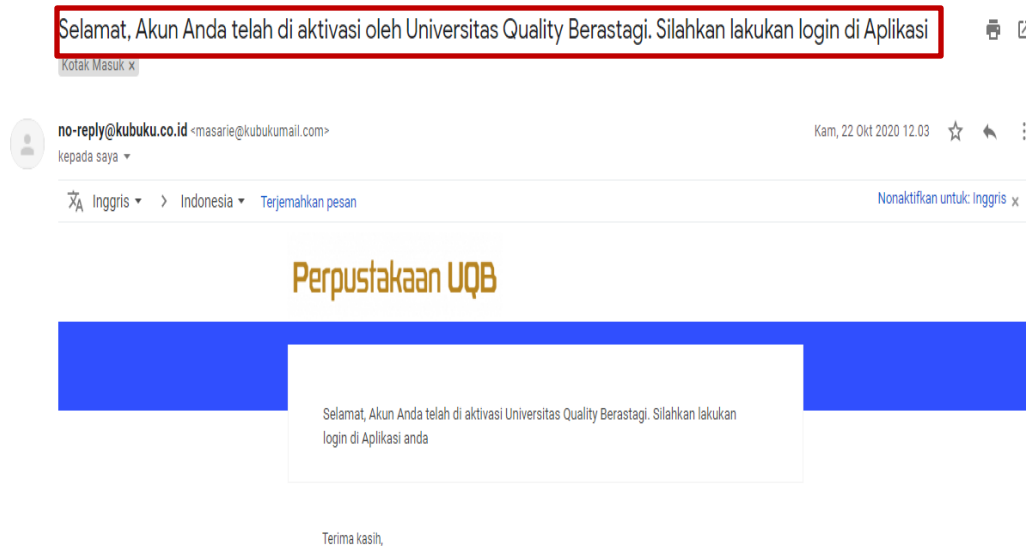 Selamat, Akun Anda telah di aktivasi oleh Universitas Quality Berastagi. Silahkan lakukan login di Aplikasi
Kotak Masuk ×
no-reply@kubuku.co.id <masarie@kubukumail.com>
Kam, 22 Okt 2020 12.03
kepada saya
Inggris > Indonesia Terjemahkan pesan
Nonaktifkan untuk: Inggris ×
Perpustakaan UQB
Selamat, Akun Anda telah di aktivasi Universitas Quality Berastagi. Silahkan lakukan
login di Aplikasi anda
Terima kasih,